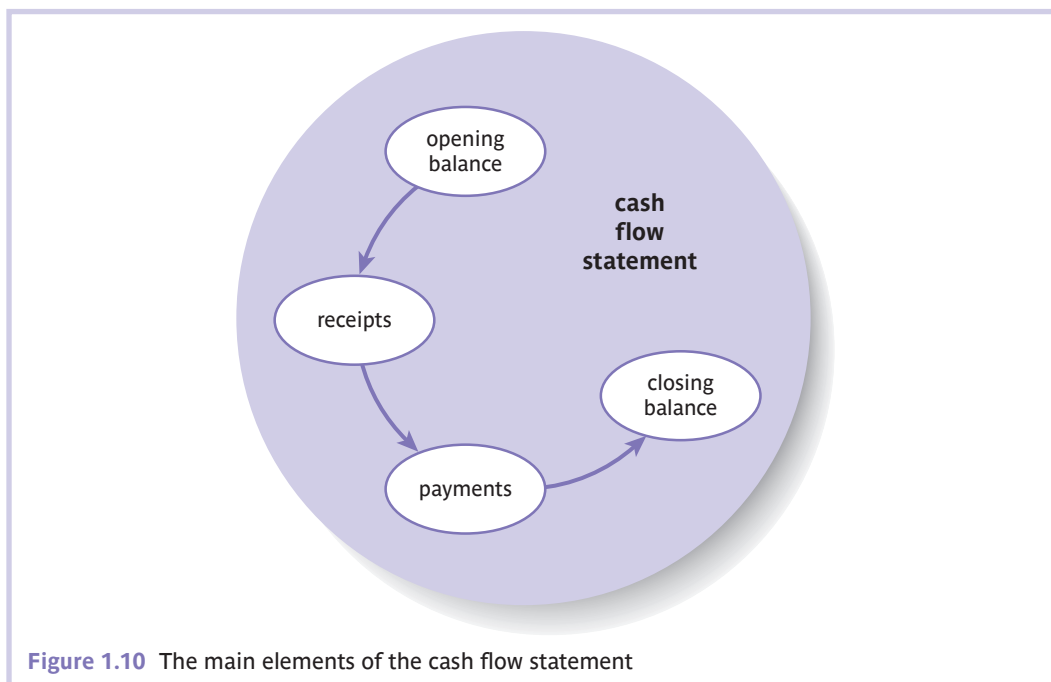 opening
balance
cash
flow
statement
receipts
closing
balance
payments
Figure 1.10 The main elements of the cash flow statement